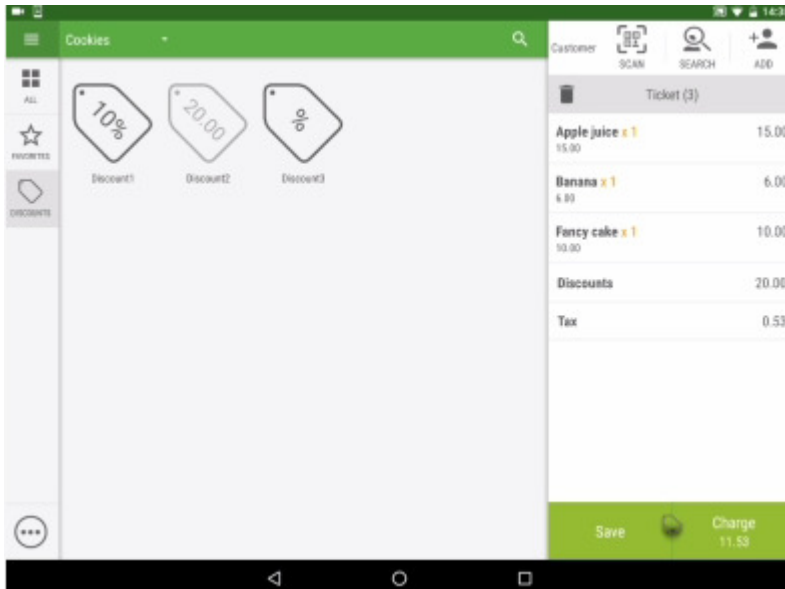 14:3
Cookies
Customer
SCAN
SEARCH
ADD
ALL
FAVORITES
DISCOUNTS
10%
Discount1
20.00
Discount2
%
Discount3
Ticket (3)
Apple juice x 1 15.00
15.00
Banana x 1 6.00
6.00
Fancy cake x 1 10.00
10.00
Discounts 20.00
Tax 0.53
Save
Charge
11.53